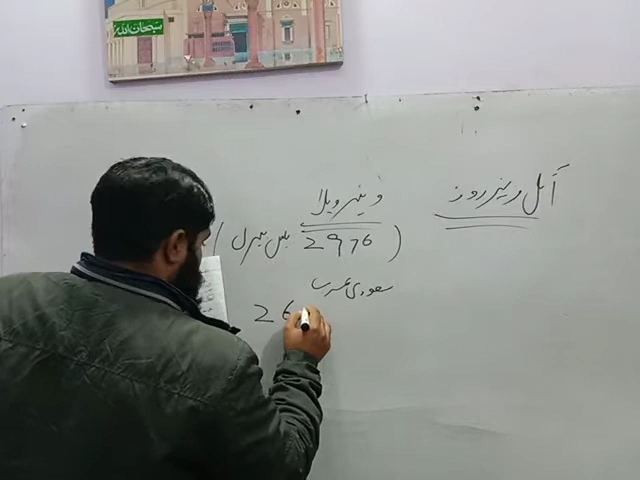 سبحان اللہ
آئل ریزروز
وینزویلا
( 2976 بلین بیرل )
سعودی عرب
26